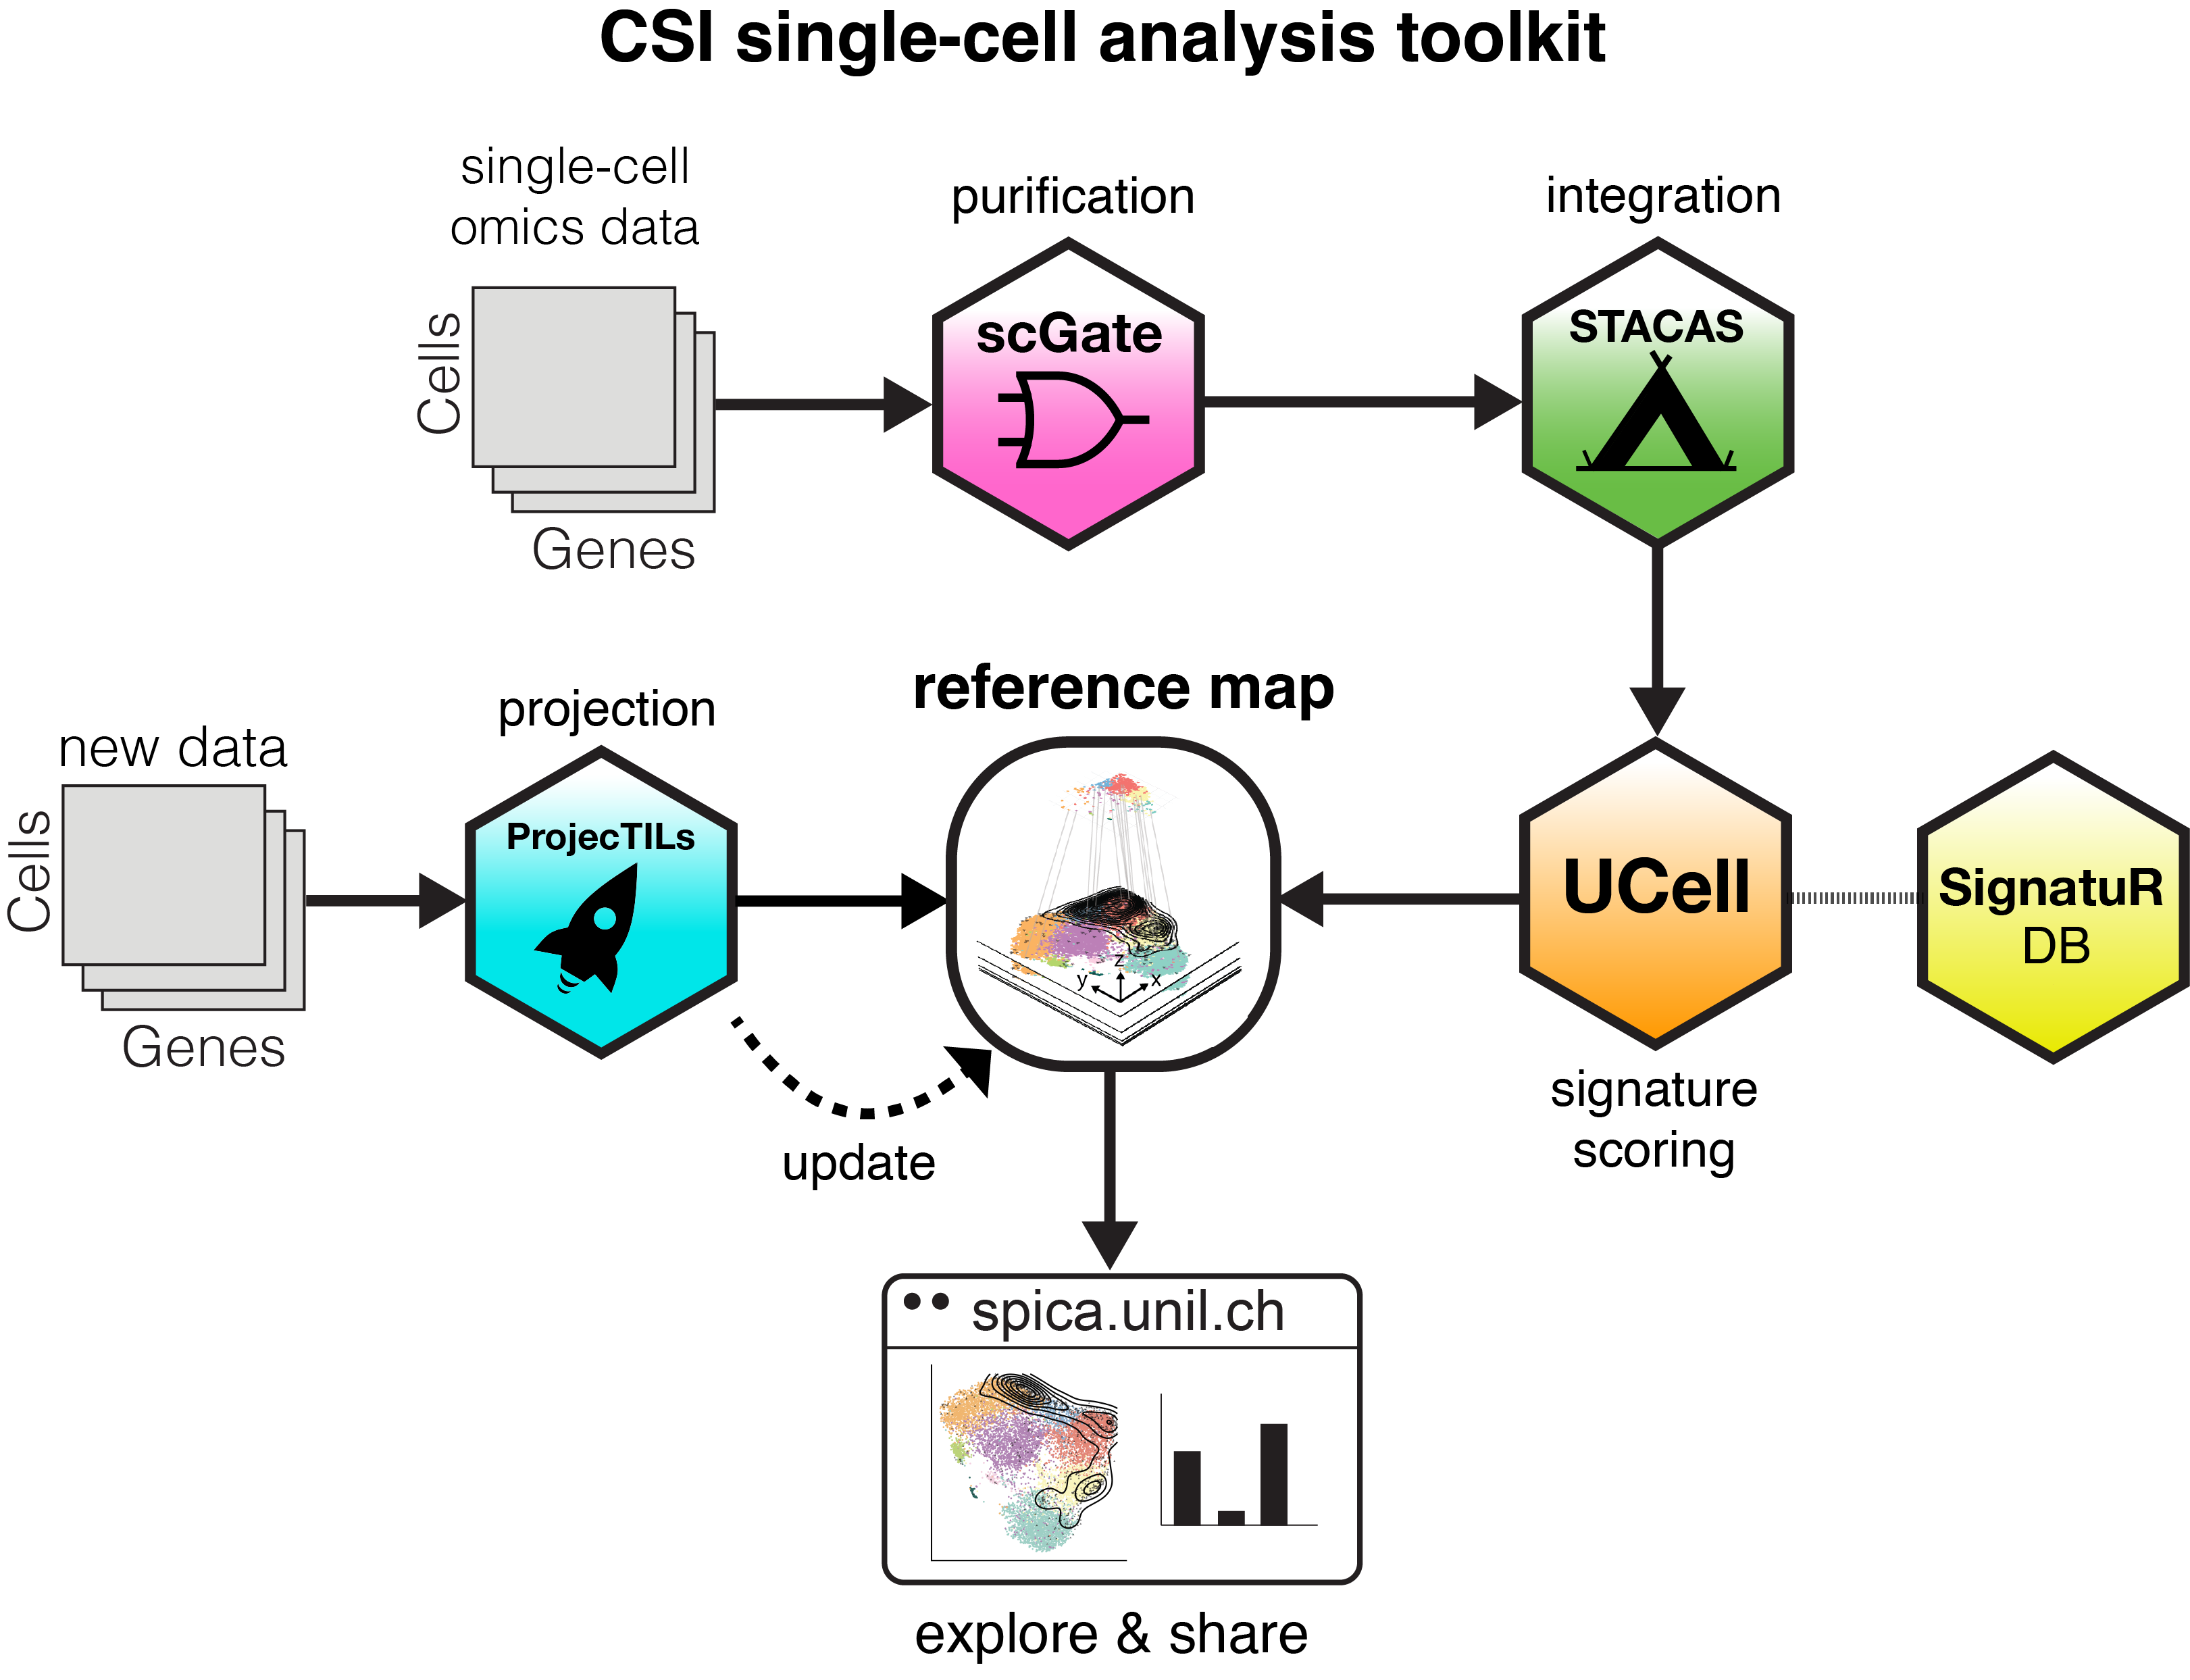 CSI single-cell analysis toolkit
single-cell
omics data
Cells
Genes
purification
scGate
integration
STACAS
new data
Cells
Genes
projection
ProjecTILs
reference map
z
y
x
update
UCell
signature
scoring
SignatuR
DB
spica.unil.ch
explore & share